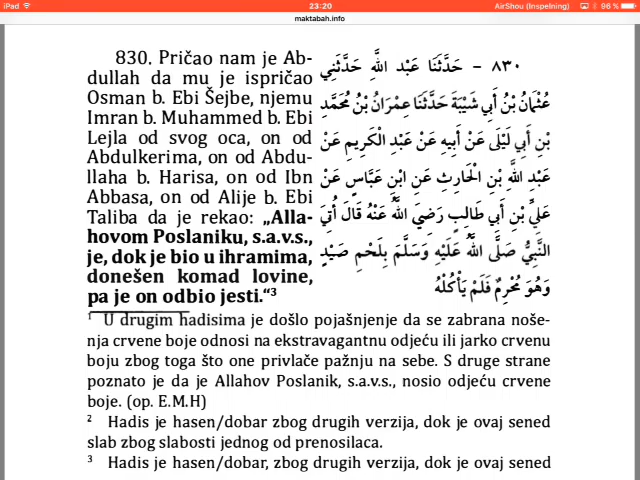 iPad
23:20
AirShou (Inspelning)
96 %
maktabah.info
830. Pričao nam je Ab-
dullah da mu je ispričao
Osman b. Ebi Šejbe, njemu
Imran b. Muhammed b. Ebi
Lejla od svog oca, on od
Abdulkerima, on od Abdu-
llaha b. Harisa, on od Ibn
Abbasa, on od Alije b. Ebi
Taliba da je rekao: „Alla-
hovom Poslaniku, s.a.v.s.,
je, dok je bio u ihramima,
donešen komad lovine,
pa je on odbio jesti.“³
٨٣٠ – حَدَّثَنَا عَبْد اللَّهِ حَدَّثَنِي
عُثْمَانُ بْنُ أَبِي شَيْبَةَ حَدَّثَنَا عِمْرَانُ بْنُ مُحَمَّدِ
بْنِ أَبِي لَيْلَى عَنْ أَبِيهِ عَنْ عَبْدِ الْكَرِيمِ عَنْ
عَبْدِ اللَّهِ بْنِ الْحَارِثِ عَنِ ابْنِ عَبَّاسٍ عَنْ
عَلِيِّ بْنِ أَبِي طَالِبٍ رَضِيَ اللَّهُ عَنْهُ قَالَ أُتِيَ
النَّبِيُّ صَلَّى اللَّهُ عَلَيْهِ وَسَلَّمَ بِلَحْمِ صَيْدٍ
وَهُوَ مُحْرِمٌ فَلَمْ يَأْكُلْهُ
¹ U drugim hadisima je došlo pojašnjenje da se zabrana noše-
nja crvene boje odnosi na ekstravagantnu odjeću ili jarko crvenu
boju zbog toga što one privlače pažnju na sebe. S druge strane
poznato je da je Allahov Poslanik, s.a.v.s., nosio odjeću crvene
boje. (op. E.M.H)
² Hadis je hasen/dobar zbog drugih verzija, dok je ovaj sened
slab zbog slabosti jednog od prenosilaca.
³ Hadis je hasen/dobar, zbog drugih verzija, dok je ovaj sened